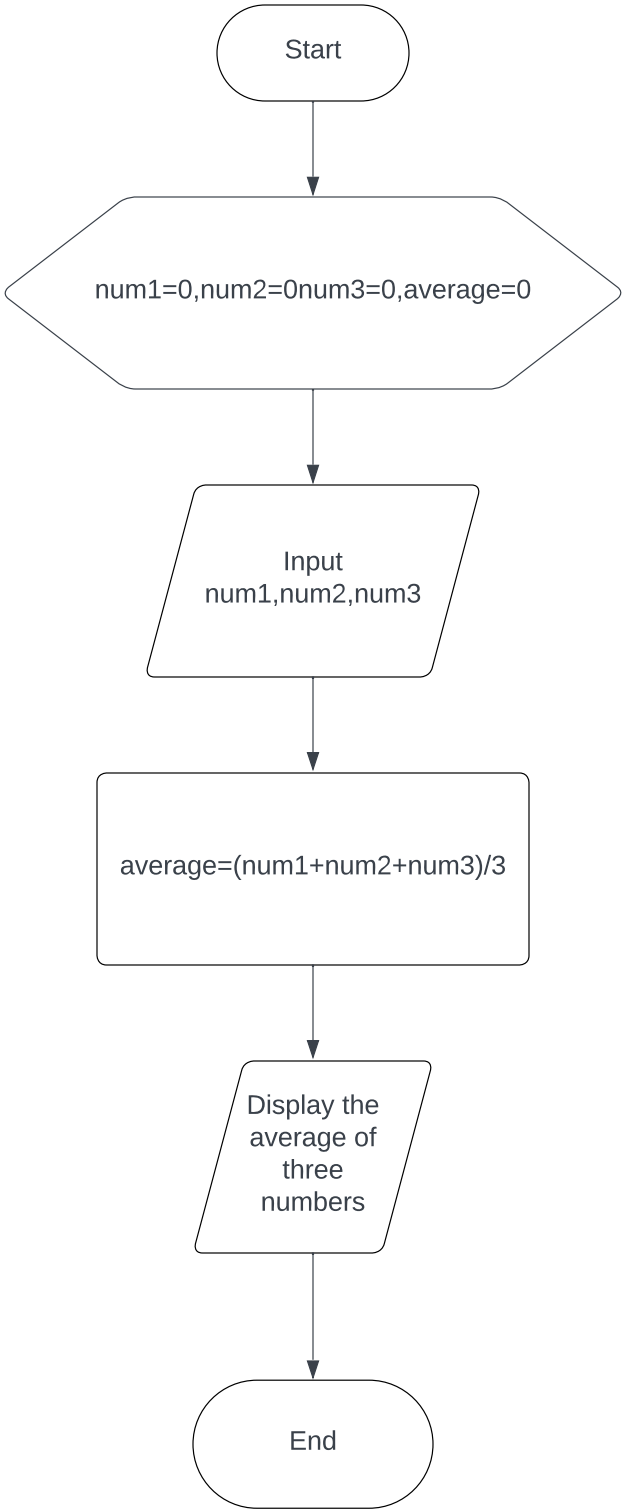 Start
num1=0,num2=0num3=0,average=0
Input
num1,num2,num3
average=(num1+num2+num3)/3
Display the
average of
three
numbers
End